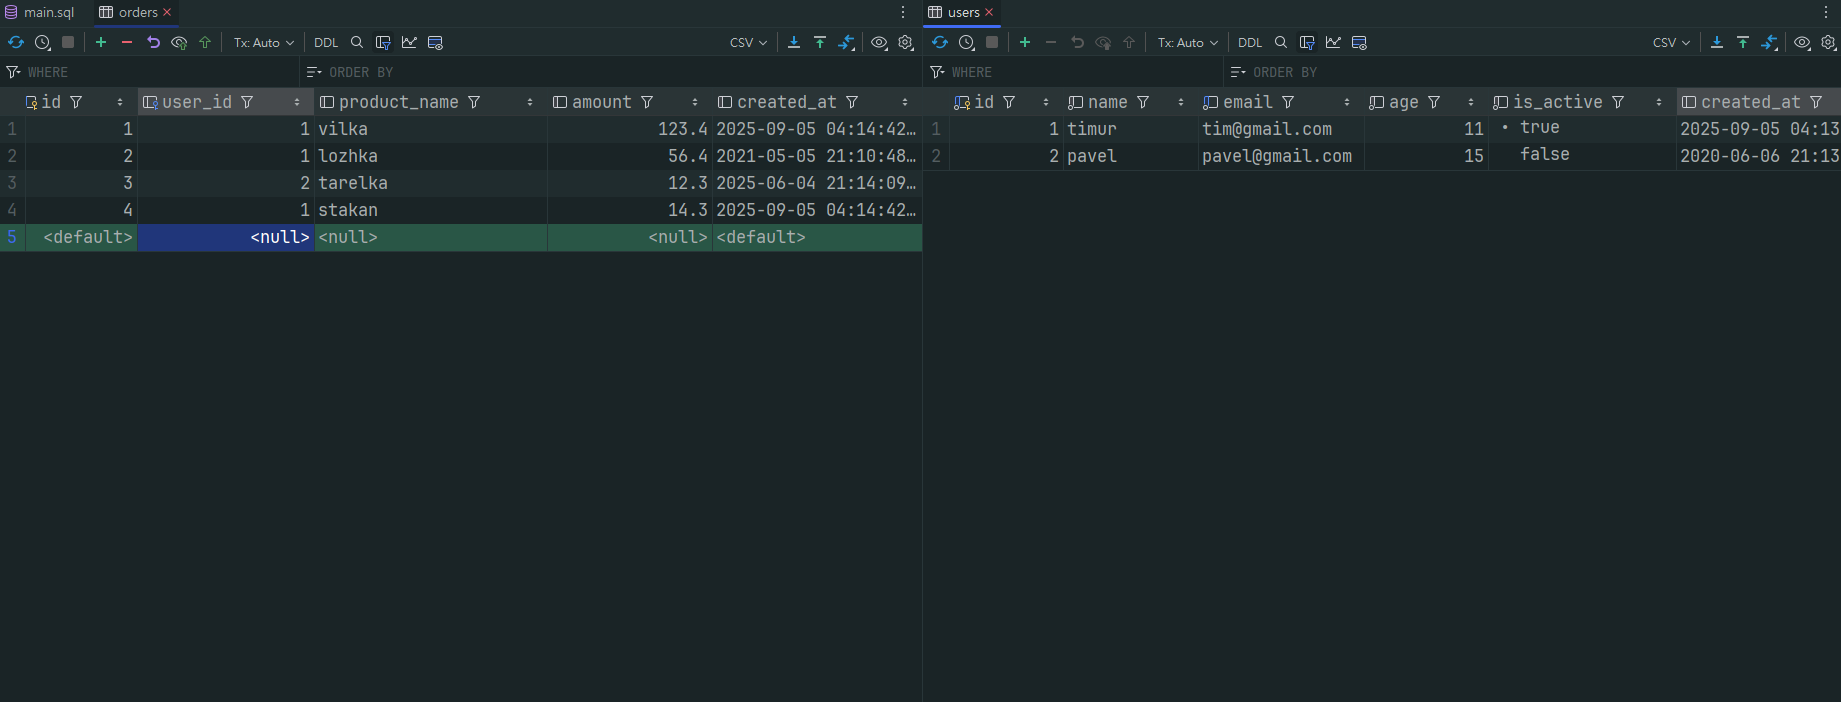 main.sql orders
Tx: Auto DDL CSV
WHERE ORDER BY
id user_id product_name amount created_at
1 1 1 vilka 123.4 2025-09-05 04:14:42…
2 2 1 lozhka 56.4 2021-05-05 21:10:48…
3 3 2 tarelka 12.3 2025-06-04 21:14:09…
4 4 1 stakan 14.3 2025-09-05 04:14:42…
5 <default> <null> <null> <null> <default>
users
Tx: Auto DDL CSV
WHERE ORDER BY
id name email age is_active created_at
1 1 timur tim@gmail.com 11 • true 2025-09-05 04:13
2 2 pavel pavel@gmail.com 15 false 2020-06-06 21:13